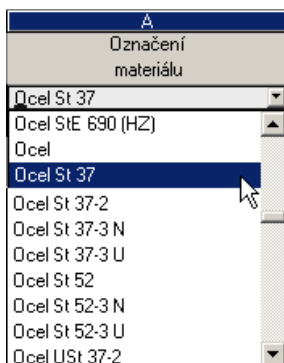 A
Označení
materiálu
Ocel St 37
Ocel StE 690 (HZ)
Ocel
Ocel St 37
Ocel St 37-2
Ocel St 37-3 N
Ocel St 37-3 U
Ocel St 52
Ocel St 52-3 N
Ocel St 52-3 U
Ocel USt 37-2